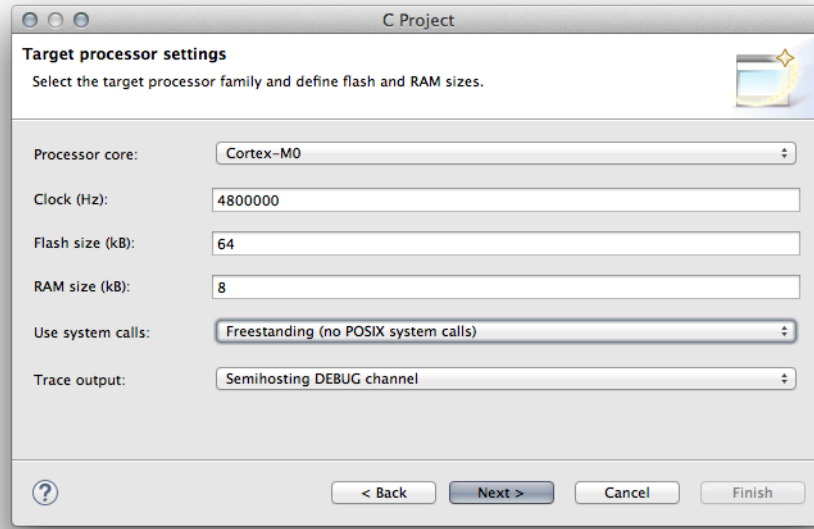 C Project
Target processor settings
Select the target processor family and define flash and RAM sizes.
Processor core: Cortex-M0
Clock (Hz): 4800000
Flash size (kB): 64
RAM size (kB): 8
Use system calls: Freestanding (no POSIX system calls)
Trace output: Semihosting DEBUG channel
? < Back Next > Cancel Finish